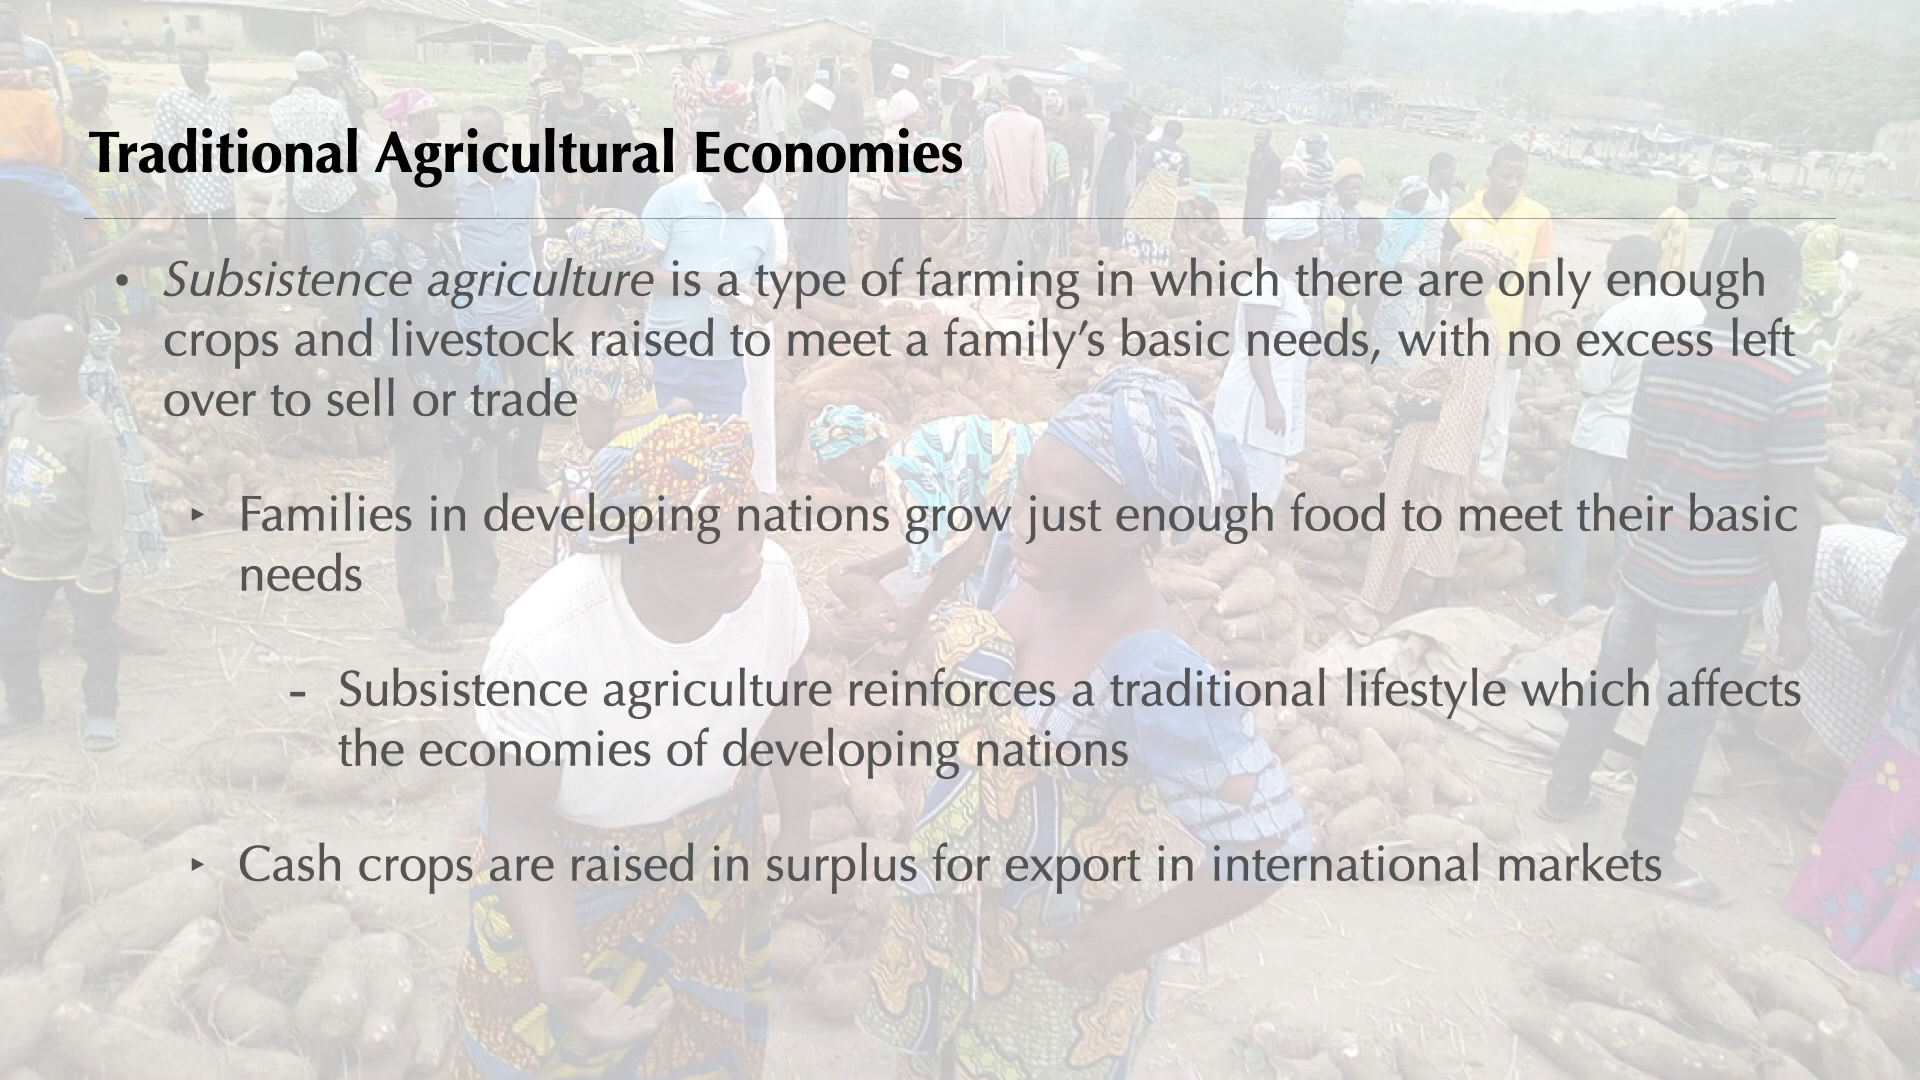 Traditional Agricultural Economies
• Subsistence agriculture is a type of farming in which there are only enough
crops and livestock raised to meet a family’s basic needs, with no excess left
over to sell or trade
‣ Families in developing nations grow just enough food to meet their basic
needs
- Subsistence agriculture reinforces a traditional lifestyle which affects
the economies of developing nations
‣ Cash crops are raised in surplus for export in international markets